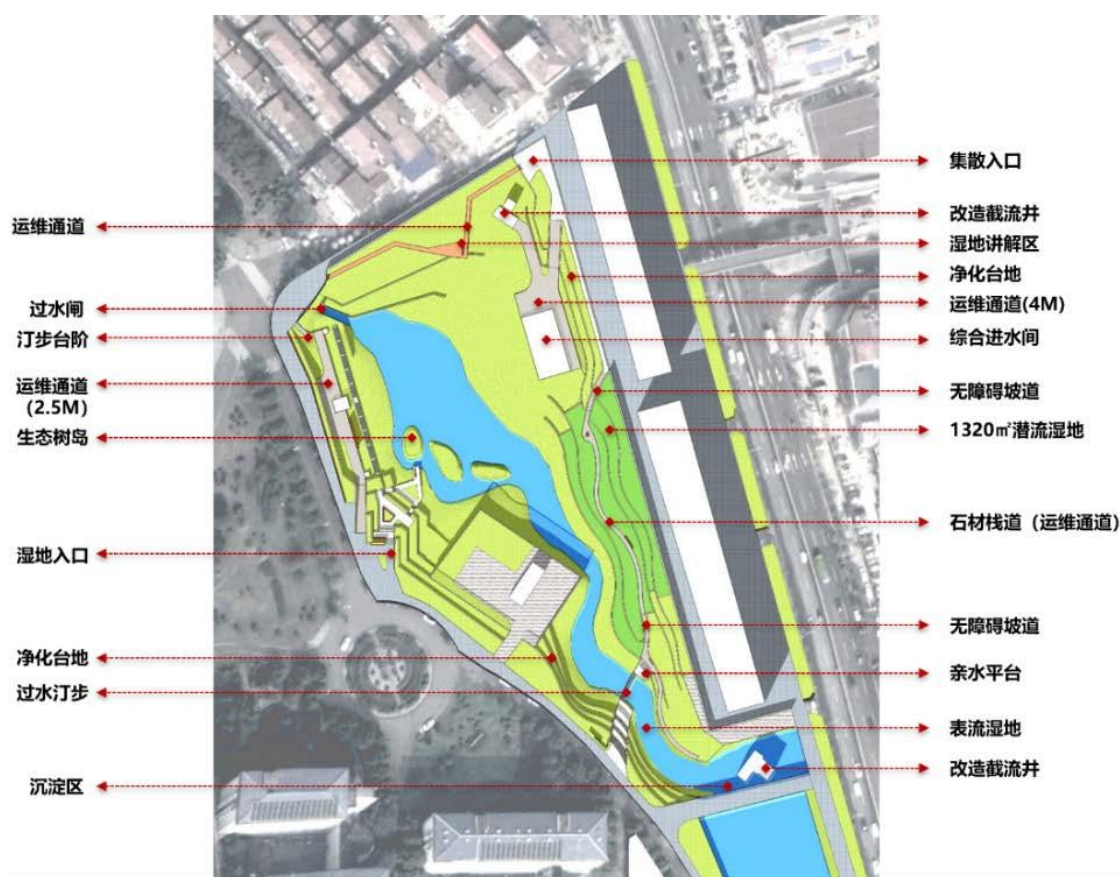 运维通道
过水闸
汀步台阶
运维通道
（2.5M）
生态树岛
湿地入口
净化台地
过水汀步
沉淀区
集散入口
改造截流井
湿地讲解区
净化台地
运维通道(4M)
综合进水间
无障碍坡道
1320㎡潜流湿地
石材栈道（运维通道）
无障碍坡道
亲水平台
表流湿地
改造截流井